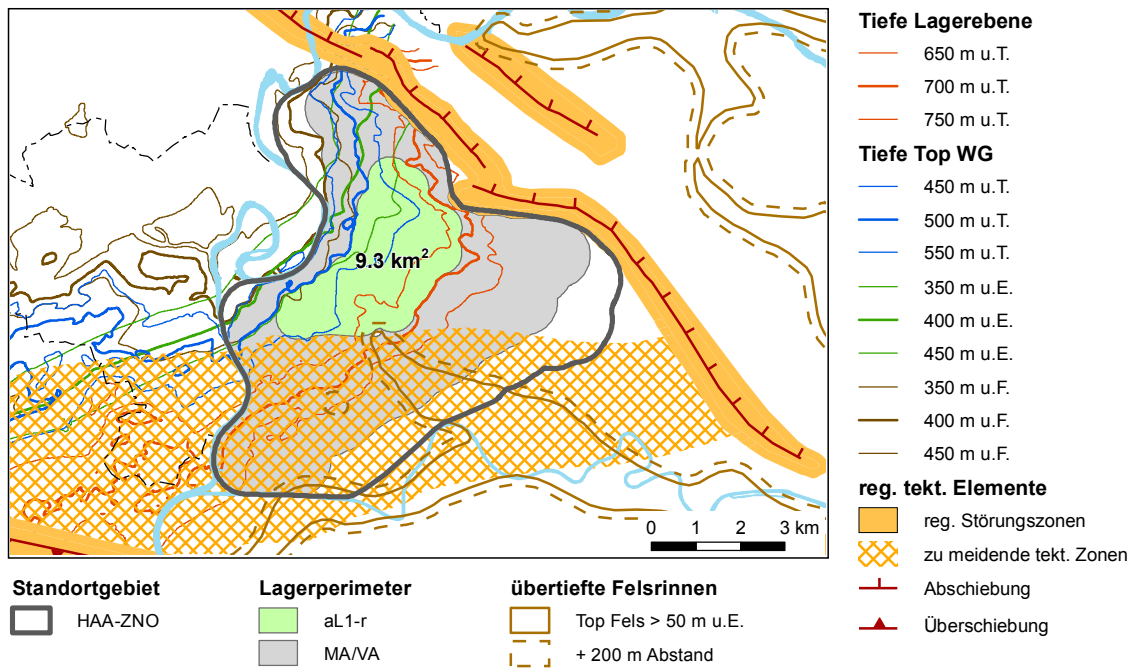 9.3 km²
0 1 2 3 km
Tiefe Lagerebene
650 m u.T.
700 m u.T.
750 m u.T.
Tiefe Top WG
450 m u.T.
500 m u.T.
550 m u.T.
350 m u.E.
400 m u.E.
450 m u.E.
350 m u.F.
400 m u.F.
450 m u.F.
reg. tekt. Elemente
reg. Störungszonen
zu meidende tekt. Zonen
Abschiebung
Überschiebung
Standortgebiet
HAA-ZNO
Lagerperimeter
aL1-r
MA/VA
übertiefte Felsrinnen
Top Fels > 50 m u.E.
+ 200 m Abstand